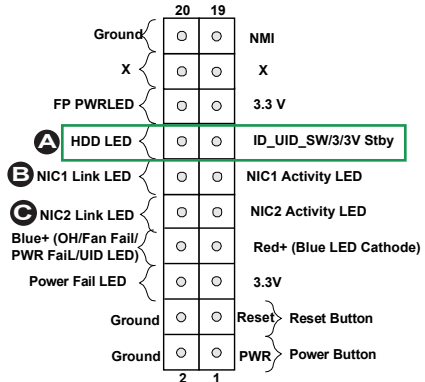 20 19
Ground NMI
X X
FP PWRLED 3.3 V
A HDD LED ID_UID_SW/3/3V Stby
B NIC1 Link LED NIC1 Activity LED
C NIC2 Link LED NIC2 Activity LED
Blue+ (OH/Fan Fail/
PWR FaiL/UID LED) Red+ (Blue LED Cathode)
Power Fail LED 3.3V
Ground Reset Reset Button
Ground PWR Power Button
2 1